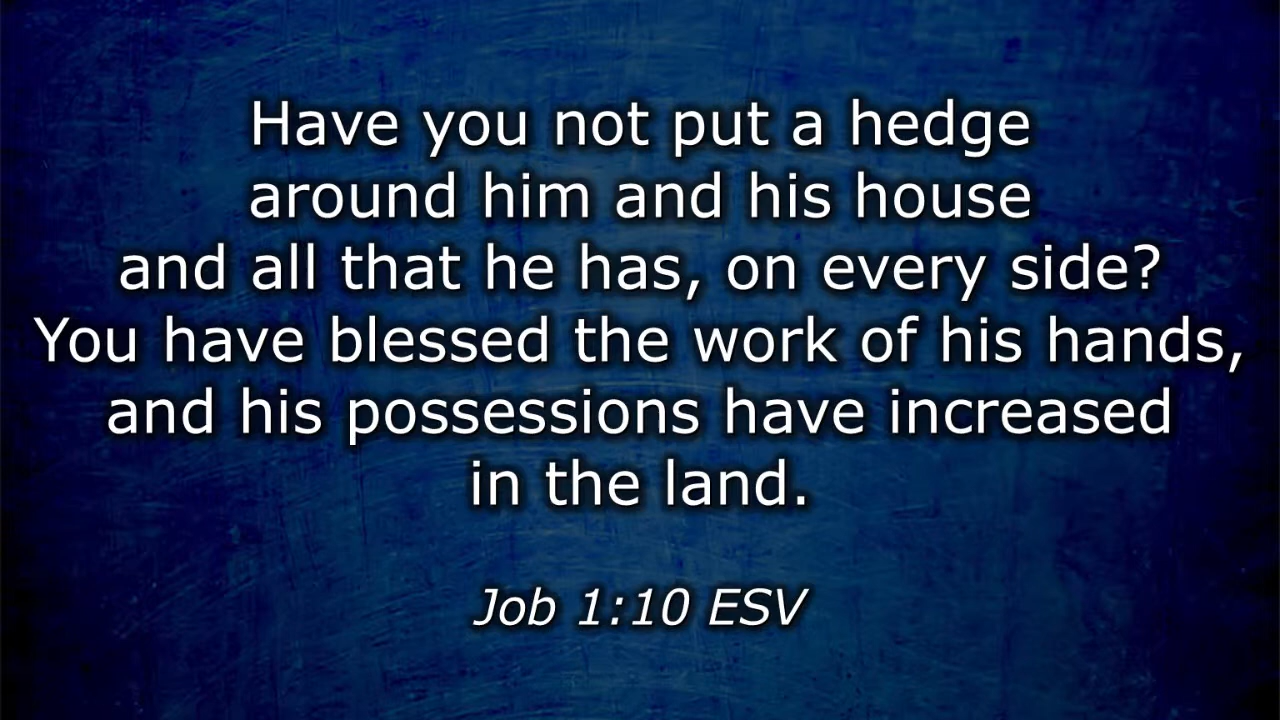 Have you not put a hedge
around him and his house
and all that he has, on every side?
You have blessed the work of his hands,
and his possessions have increased
in the land.
Job 1:10 ESV